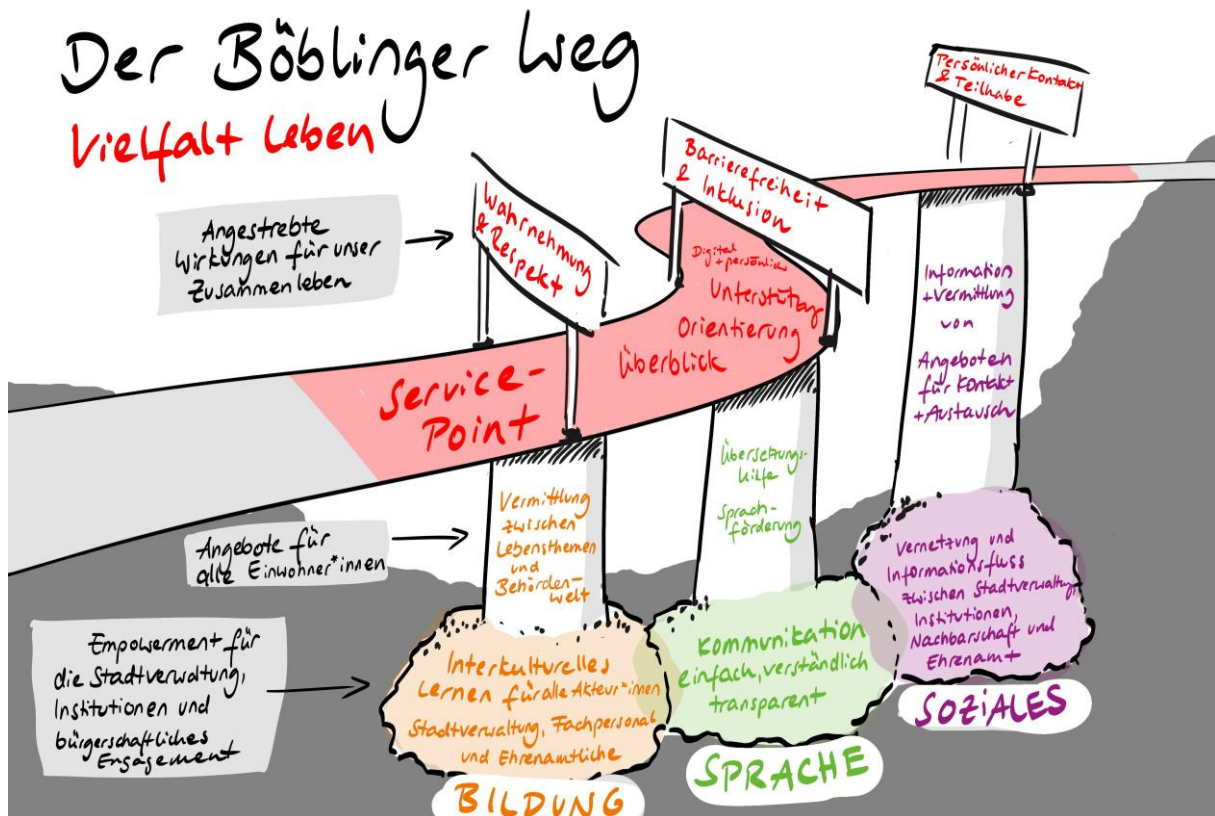 Der Böblinger Weg
Vielfalt leben
Persönlicher Kontakt
& Teilhabe
Barrierefreiheit
& Inklusion
Wahrnehmung
& Respekt
Angestrebte
Wirkungen für unser
Zusammenleben
Digital
+ persönlich
Unterstützung
Orientierung
Überblick
Service-
Point
Information
+ Vermittlung
von
Angeboten
für Kontakt
+ Austausch
Übersetzungs-
hilfe
Sprach-
förderung
Vermittlung
zwischen
Lebensthemen
und
Behörden-
welt
Angebote für
alle Einwohner*innen
Empowerment für
die Stadtverwaltung,
Institutionen und
bürgerschaftliches
Engagement
Interkulturelles
Lernen für alle Akteur*innen
Stadtverwaltung, Fachpersonal
und Ehrenamtliche
BILDUNG
Kommunikation
einfach, verständlich
transparent
SPRACHE
Vernetzung und
Informationsfluss
zwischen Stadtverwaltung,
Institutionen,
Nachbarschaft und
Ehrenamt
SOZIALES